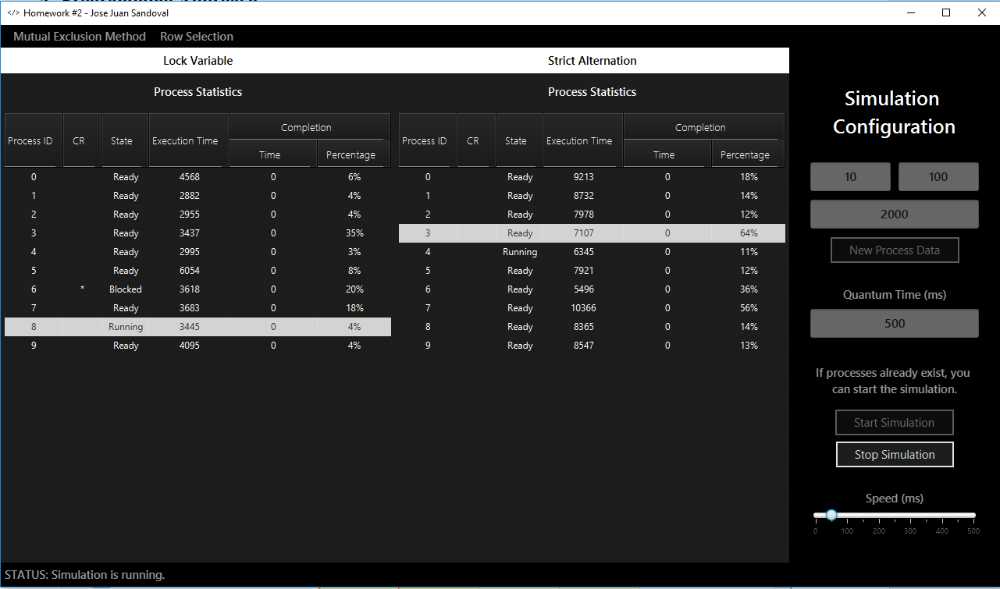 </> Homework #2 - Jose Juan Sandoval
Mutual Exclusion Method Row Selection
Lock Variable
Process Statistics
Process ID CR State Execution Time Completion
Time Percentage
0 Ready 4568 0 6%
1 Ready 2882 0 4%
2 Ready 2955 0 4%
3 Ready 3437 0 35%
4 Ready 2995 0 3%
5 Ready 6054 0 8%
6 * Blocked 3618 0 20%
7 Ready 3683 0 18%
8 Running 3445 0 4%
9 Ready 4095 0 4%
Strict Alternation
Process Statistics
Process ID CR State Execution Time Completion
Time Percentage
0 Ready 9213 0 18%
1 Ready 8732 0 14%
2 Ready 7978 0 12%
3 Ready 7107 0 64%
4 Running 6345 0 11%
5 Ready 7921 0 12%
6 Ready 5496 0 36%
7 Ready 10366 0 56%
8 Ready 8365 0 14%
9 Ready 8547 0 13%
Simulation
Configuration
10 100
2000
New Process Data
Quantum Time (ms)
500
If processes already exist, you
can start the simulation.
Start Simulation
Stop Simulation
Speed (ms)
0 100 200 300 400 500
STATUS: Simulation is running.